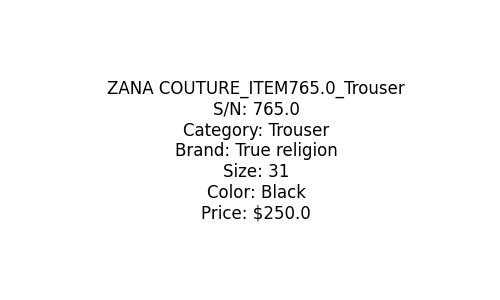 ZANA COUTURE_ITEM765.0_Trouser
S/N: 765.0
Category: Trouser
Brand: True religion
Size: 31
Color: Black
Price: $250.0